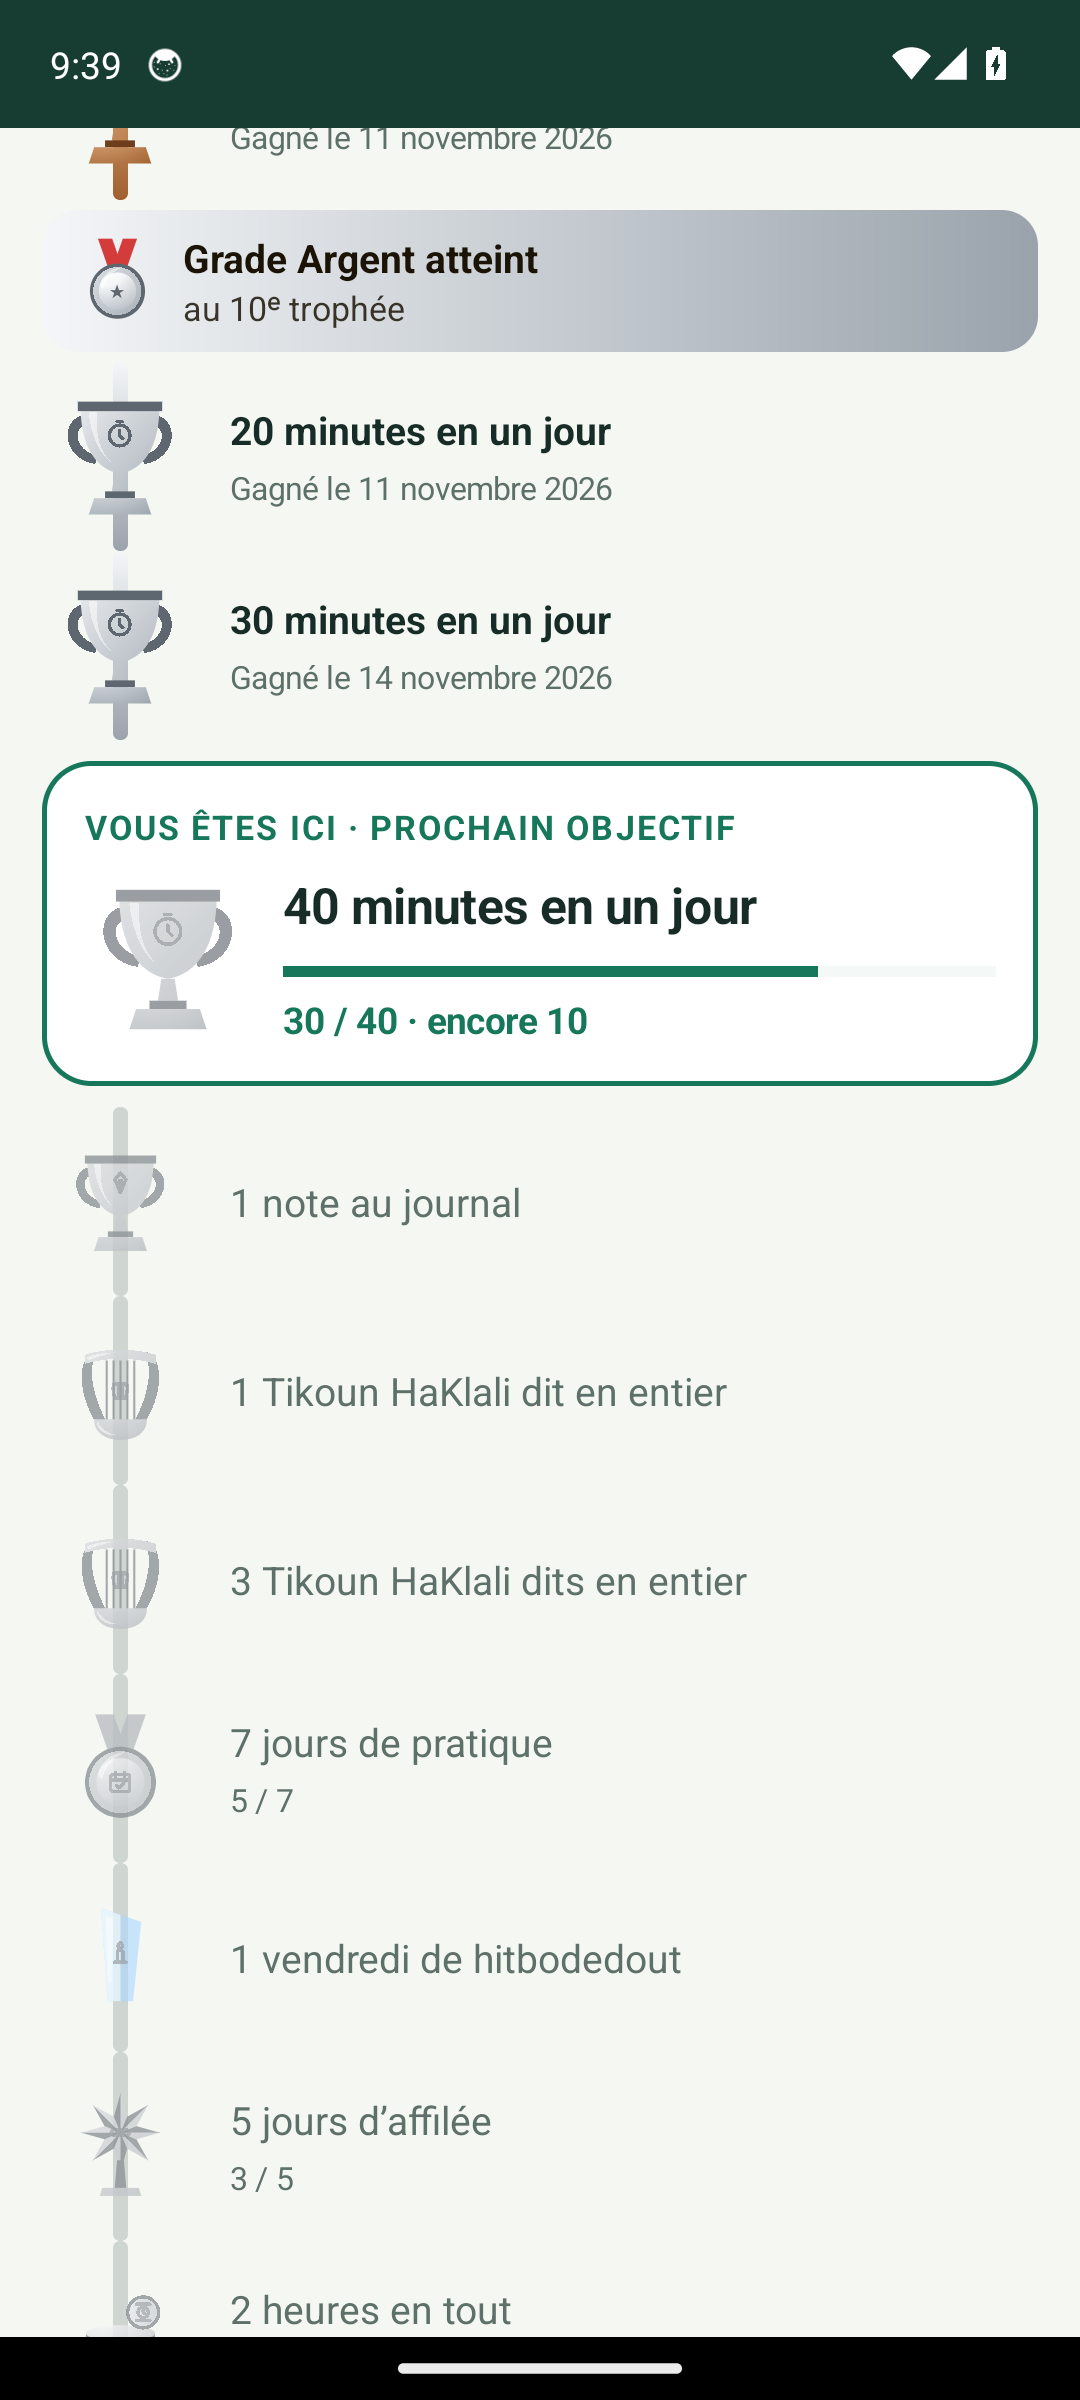 9:39
Gagné le 11 novembre 2026
Grade Argent atteint
au 10ᵉ trophée
20 minutes en un jour
Gagné le 11 novembre 2026
30 minutes en un jour
Gagné le 14 novembre 2026
VOUS ÊTES ICI · PROCHAIN OBJECTIF
40 minutes en un jour
30 / 40 · encore 10
1 note au journal
1 Tikoun HaKlali dit en entier
3 Tikoun HaKlali dits en entier
7 jours de pratique
5 / 7
1 vendredi de hitbodedout
5 jours d’affilée
3 / 5
2 heures en tout